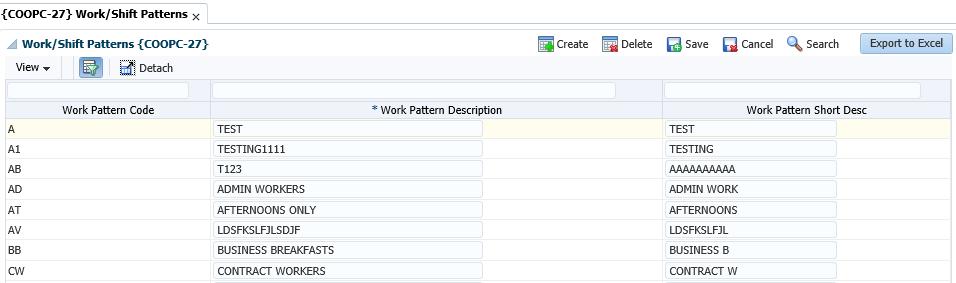 {COOPC-27} Work/Shift Patterns ×
Work/Shift Patterns {COOPC-27} Create Delete Save Cancel Search Export to Excel
View Detach
Work Pattern Code * Work Pattern Description Work Pattern Short Desc
A TEST TEST
A1 TESTING1111 TESTING
AB T123 AAAAAAAAAA
AD ADMIN WORKERS ADMIN WORK
AT AFTERNOONS ONLY AFTERNOONS
AV LDSFKSLFJLSDJF LDSFKSLFJL
BB BUSINESS BREAKFASTS BUSINESS B
CW CONTRACT WORKERS CONTRACT W